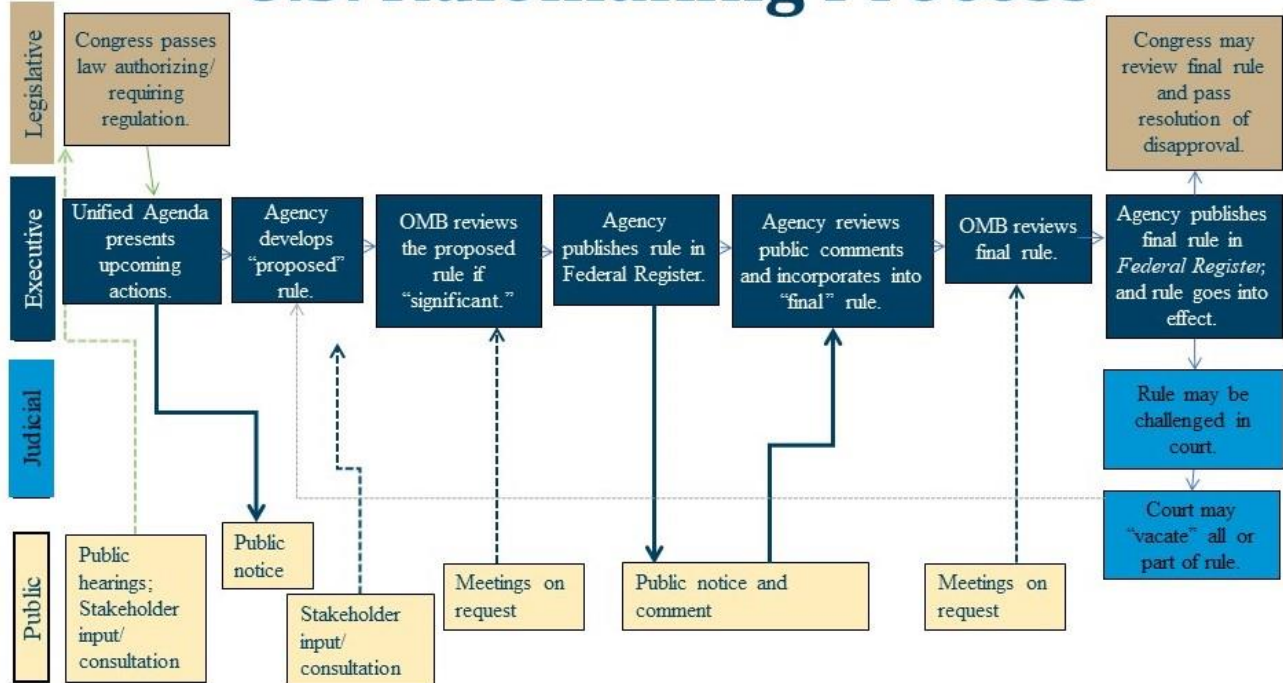 U.S. Rulemaking Process
Legislative
Congress passes
law authorizing/
requiring
regulation.
Congress may
review final rule
and pass
resolution of
disapproval.
Executive
Unified Agenda
presents
upcoming
actions.
Agency
develops
“proposed”
rule.
OMB reviews
the proposed
rule if
“significant.”
Agency
publishes rule in
Federal Register.
Agency reviews
public comments
and incorporates
into “final” rule.
OMB reviews
final rule.
Agency publishes
final rule in
Federal Register,
and rule goes into
effect.
Judicial
Rule may be
challenged in
court.
Court may
“vacate” all or
part of rule.
Public
Public
hearings;
Stakeholder
input/
consultation
Public
notice
Stakeholder
input/
consultation
Meetings on
request
Public notice and
comment
Meetings on
request